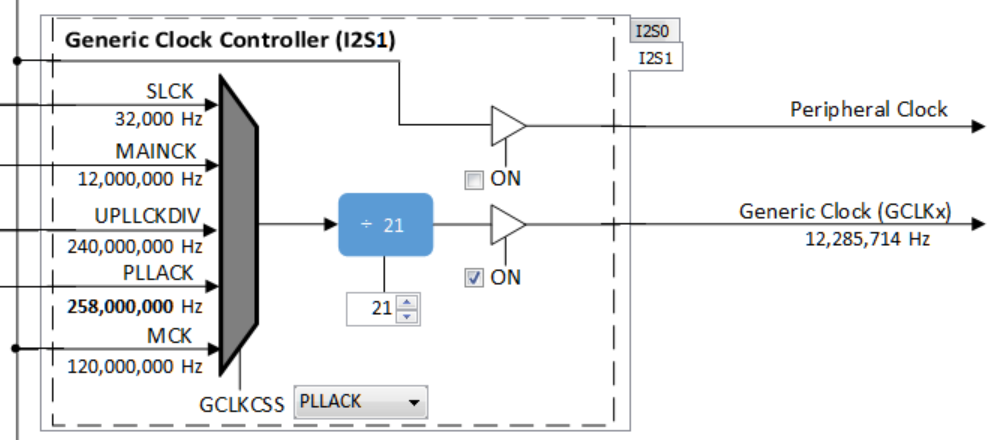 Generic Clock Controller (I2S1)
I2S0
I2S1
SLCK
32,000 Hz
Peripheral Clock
MAINCK
12,000,000 Hz
ON
UPLLCKDIV
240,000,000 Hz
÷ 21
Generic Clock (GCLKx)
12,285,714 Hz
PLLACK
258,000,000 Hz
ON
21
MCK
120,000,000 Hz
GCLKCSS
PLLACK